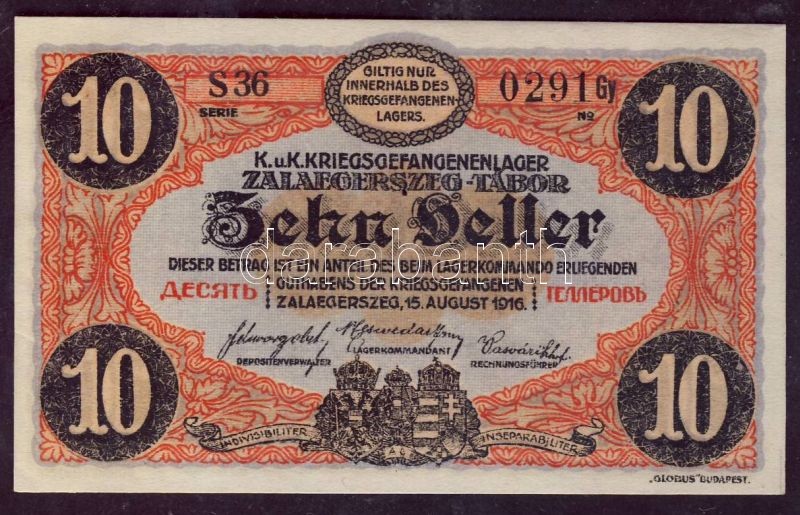 10
S 36
SERIE
GILTIG NUR
INNERHALB DES
KRIEGSGEFANGENEN-
LAGERS.
0291 Gy
No
10
K.u.K. KRIEGSGEFANGENENLAGER
ZALAEGERSZEG-TÁBOR
Zehn Heller
darabanth
DIESER BETRAG IST EIN ANTEIL DES BEIM LAGERKOMMANDO ERLIEGENDEN
GUTHABENS DER KRIEGSGEFANGENEN
ДЕСЯТЬ ГЕЛЛЕРОВЪ
ZALAEGERSZEG, 15. AUGUST 1916.
DEPOSITENVERWALTER
LAGERKOMMANDANT
RECHNUNGSFÜHRER
10
10
INDIVISIBILITER
INSEPARABILITER
„GLOBUS" BUDAPEST.